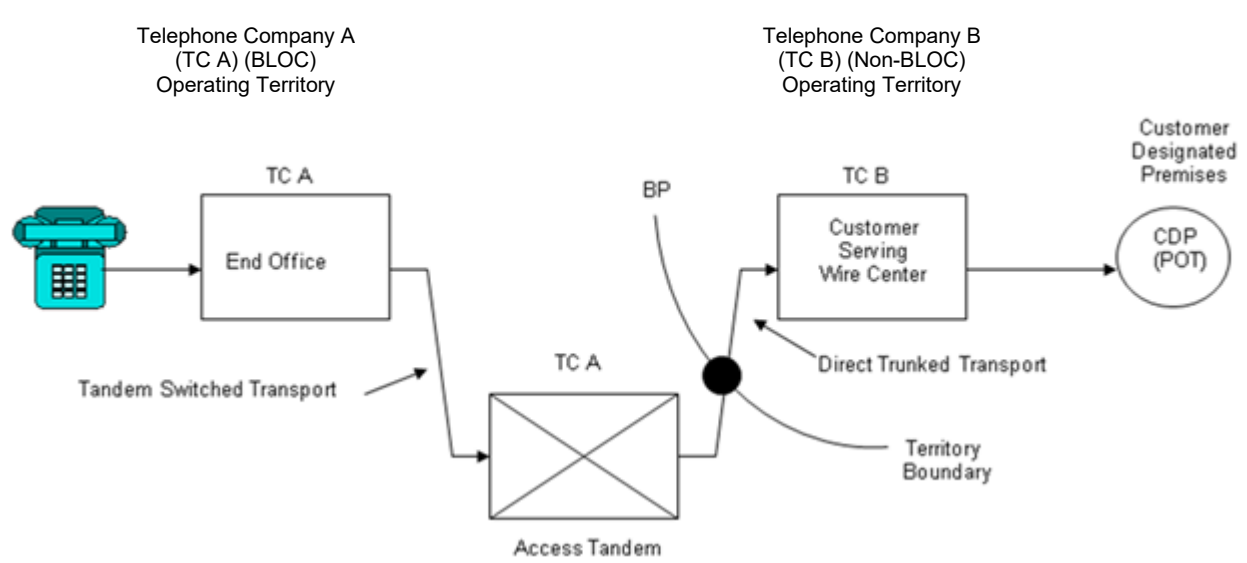 Telephone Company A
(TC A) (BLOC)
Operating Territory
Telephone Company B
(TC B) (Non-BLOC)
Operating Territory
Customer
Designated
Premises
TC A
BP
TC B
End Office
Customer
Serving
Wire Center
CDP
(POT)
Tandem Switched Transport
TC A
Direct Trunked Transport
Territory
Boundary
Access Tandem